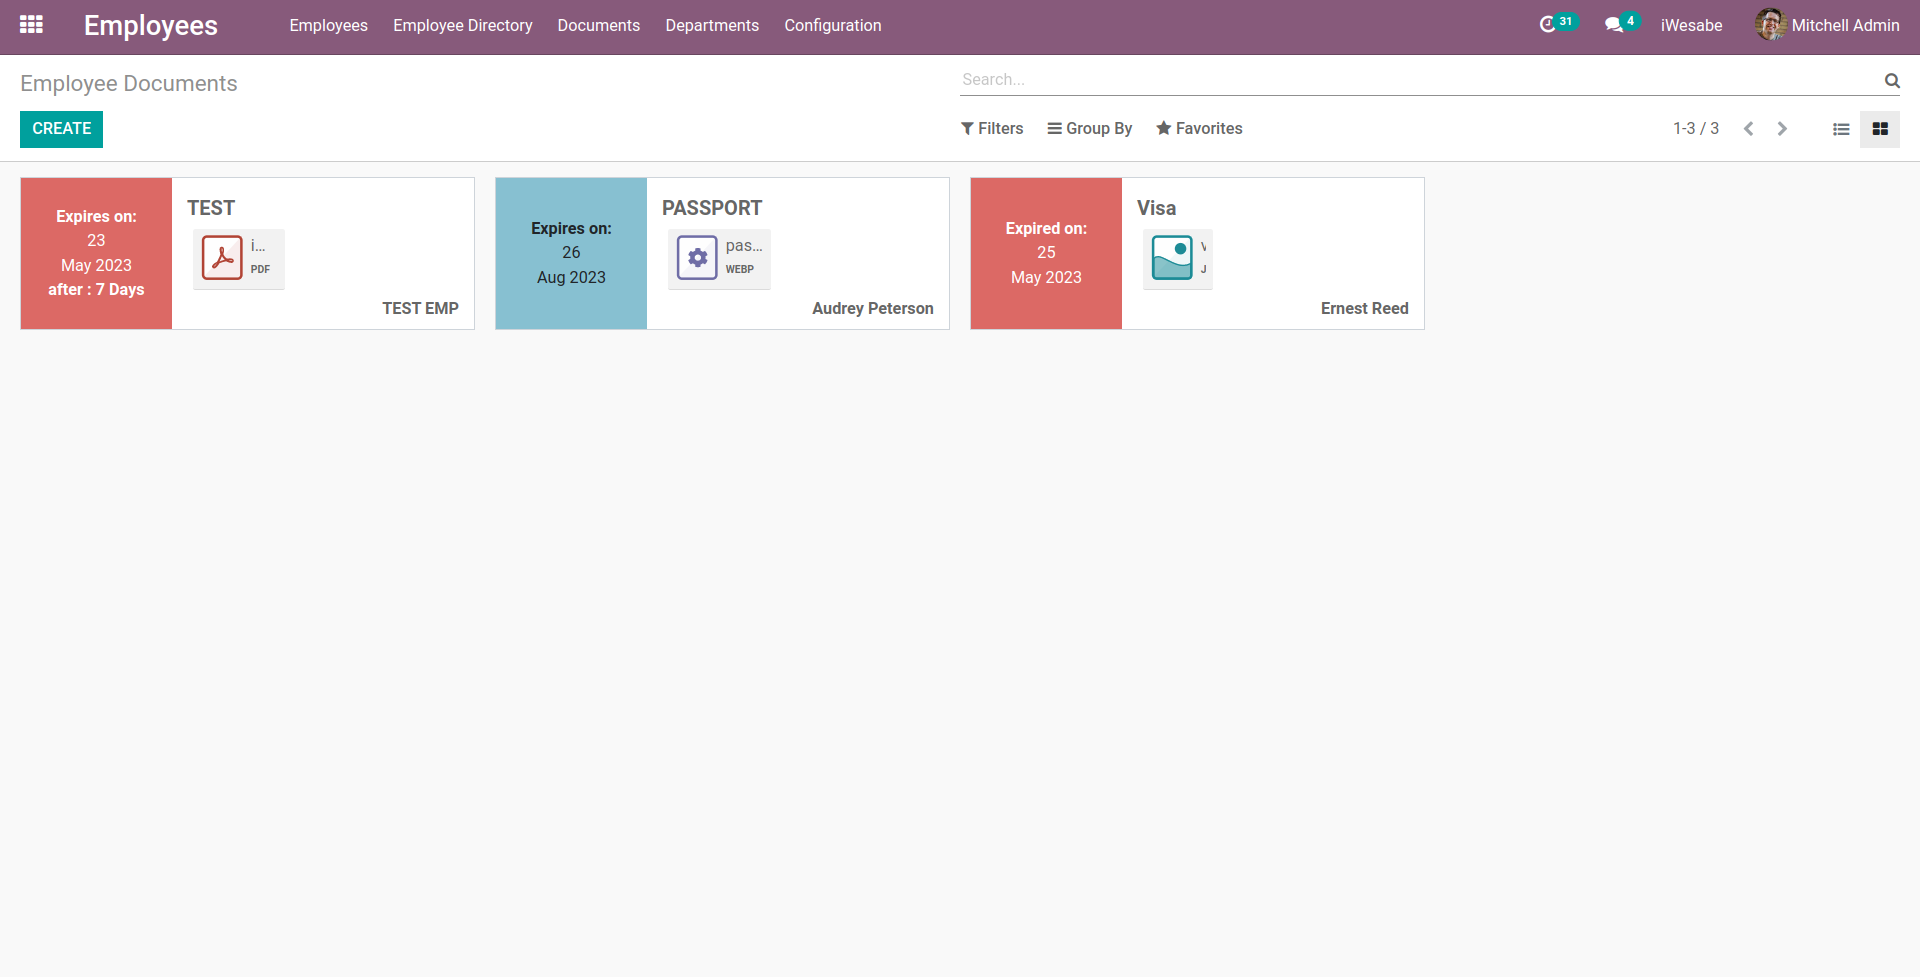 Employees
Employees Employee Directory Documents Departments Configuration
31 4 iWesabe Mitchell Admin
Employee Documents
Search...
CREATE
Filters Group By Favorites
1-3 / 3
Expires on:
23
May 2023
after : 7 Days
TEST
i...
PDF
TEST EMP
Expires on:
26
Aug 2023
PASSPORT
pas...
WEBP
Audrey Peterson
Expired on:
25
May 2023
Visa
Ernest Reed